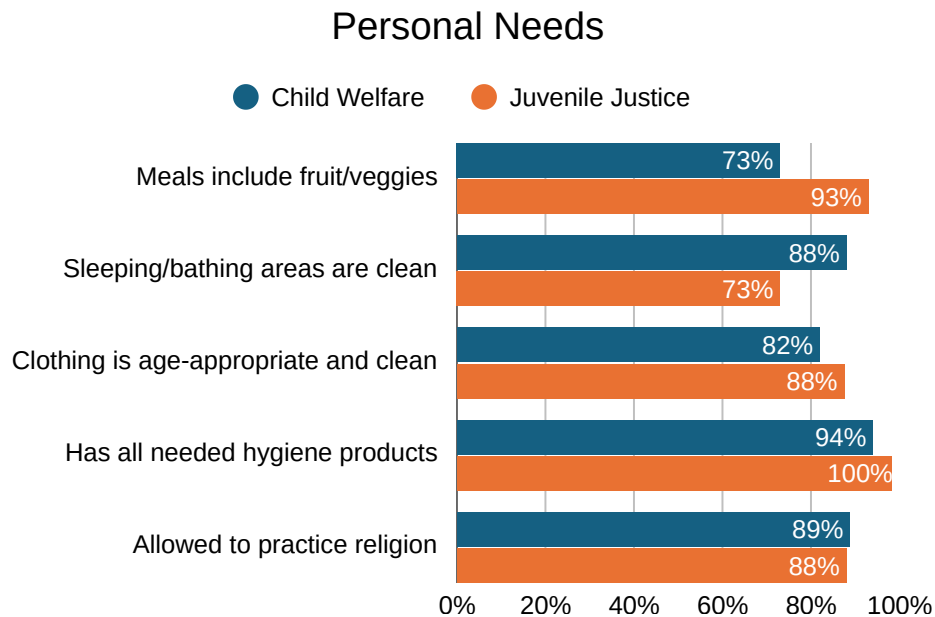 Personal Needs
Child Welfare
Juvenile Justice
Meals include fruit/veggies
73%
93%
Sleeping/bathing areas are clean
88%
73%
Clothing is age-appropriate and clean
82%
88%
Has all needed hygiene products
94%
100%
Allowed to practice religion
89%
88%
0% 20% 40% 60% 80% 100%